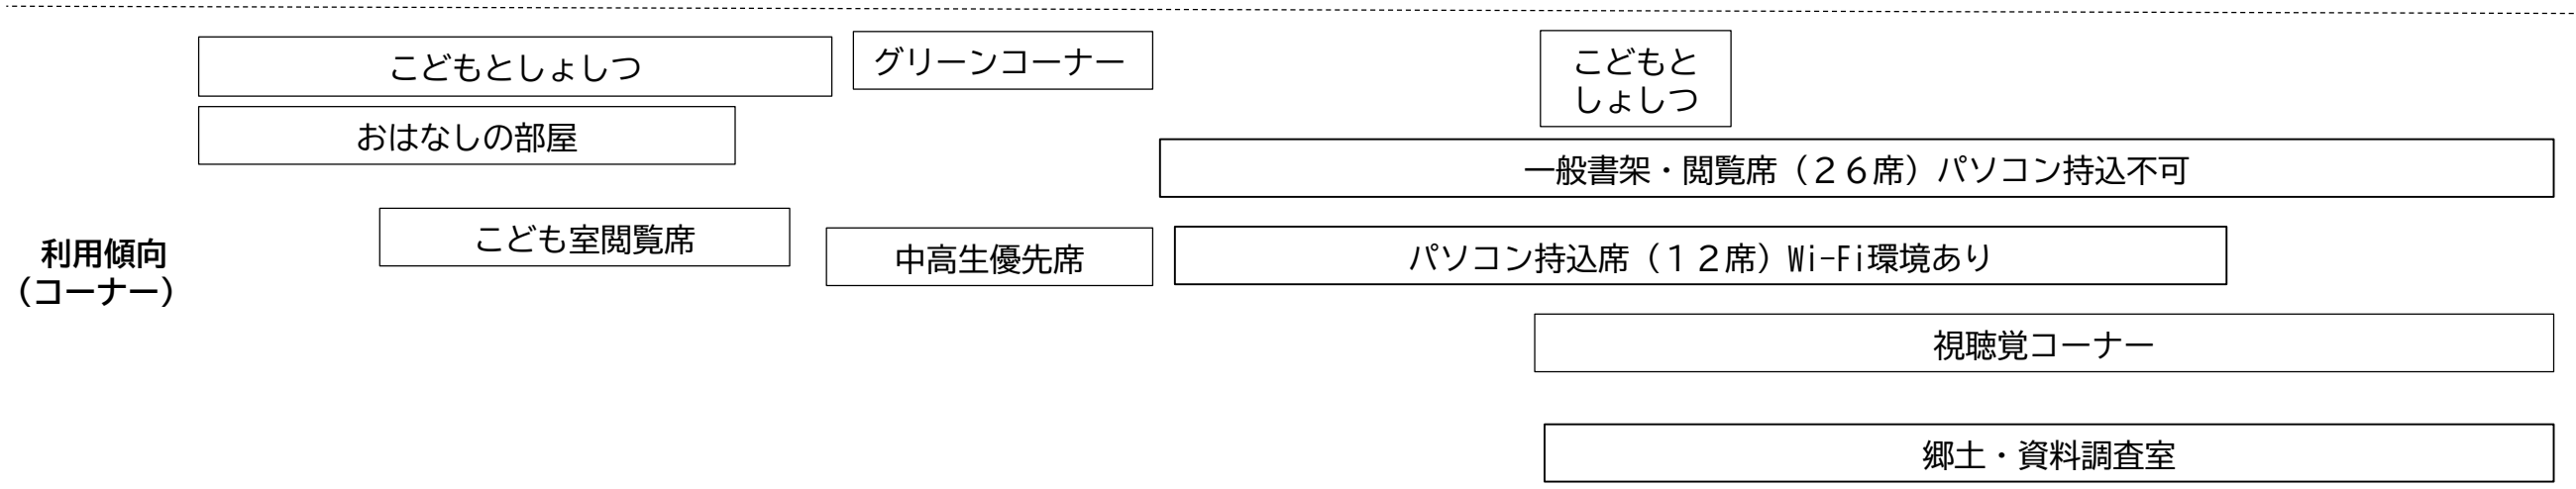 こどもとしょしつ
グリーンコーナー
こどもと
しょしつ
おはなしの部屋
一般書架・閲覧席（２６席）パソコン持込不可
こども室閲覧席
中高生優先席
パソコン持込席（１２席）Wi-Fi環境あり
利用傾向
（コーナー）
視聴覚コーナー
郷土・資料調査室